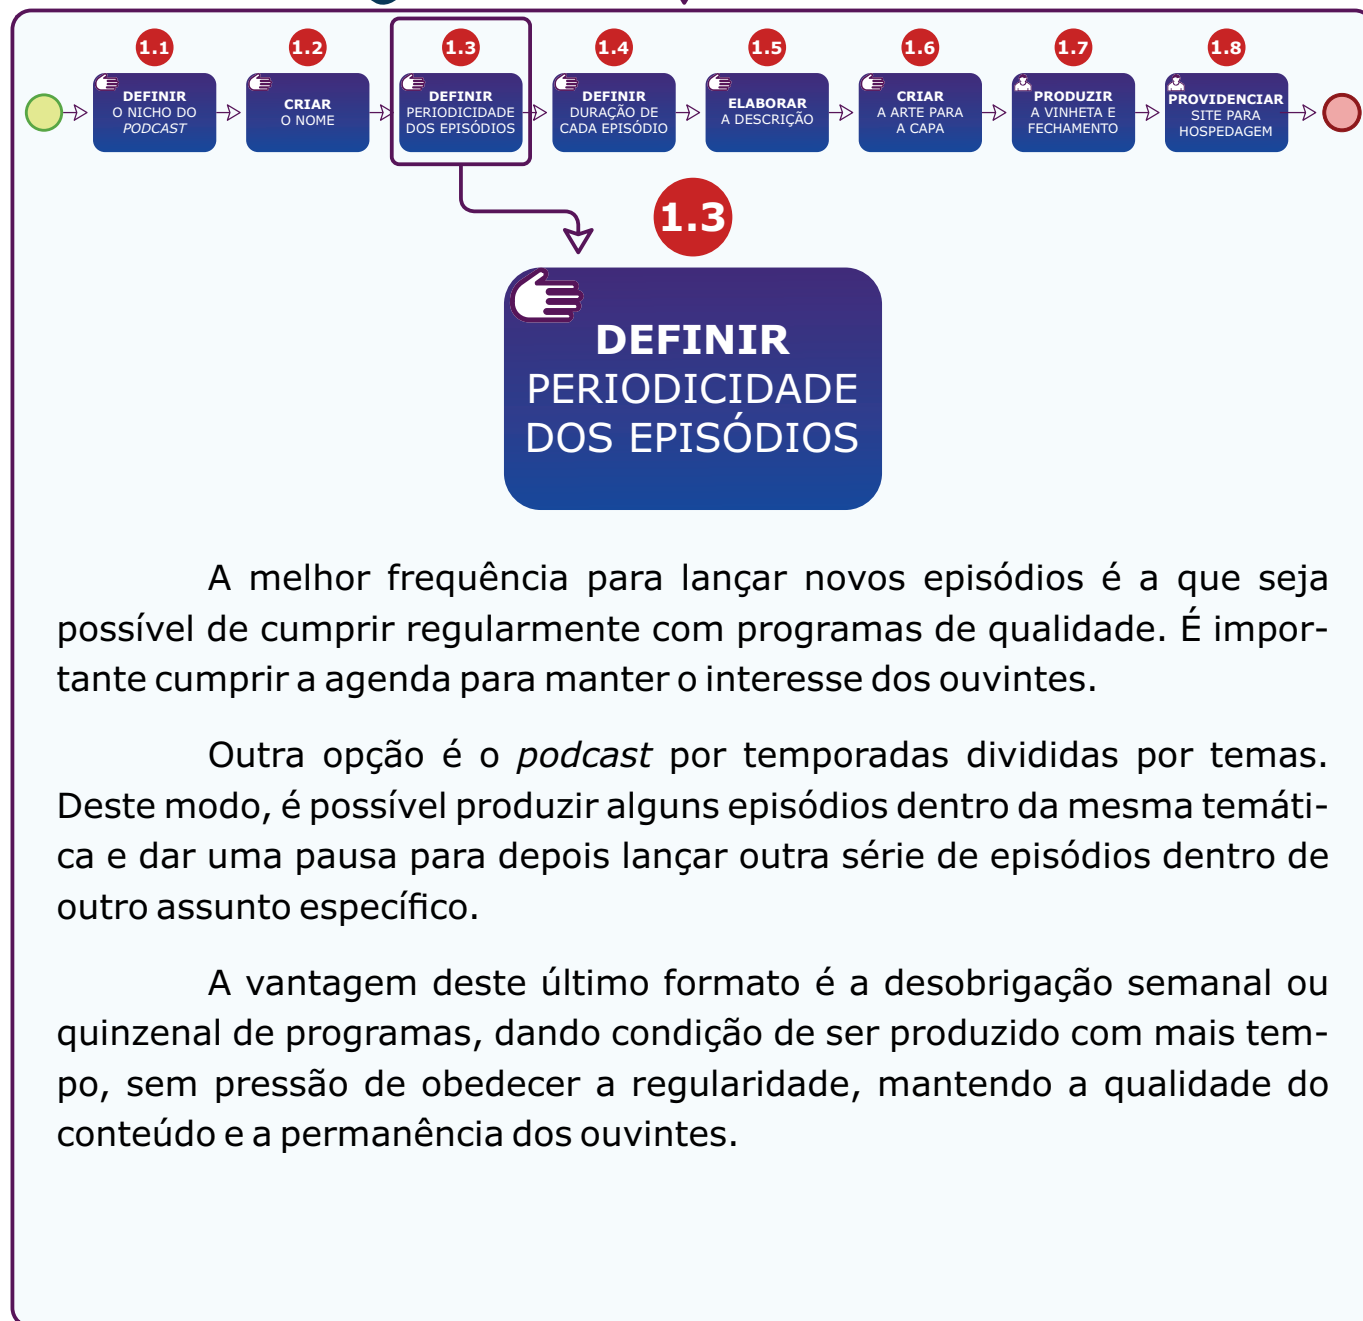 1.1 1.2 1.3 1.4 1.5 1.6 1.7 1.8
DEFINIR
O NICHO DO
PODCAST
CRIAR
O NOME
DEFINIR
PERIODICIDADE
DOS EPISÓDIOS
DEFINIR
DURAÇÃO DE
CADA EPISÓDIO
ELABORAR
A DESCRIÇÃO
CRIAR
A ARTE PARA
A CAPA
PRODUZIR
A VINHETA E
FECHAMENTO
PROVIDENCIAR
SITE PARA
HOSPEDAGEM
1.3
DEFINIR
PERIODICIDADE
DOS EPISÓDIOS
A melhor frequência para lançar novos episódios é a que seja
possível de cumprir regularmente com programas de qualidade. É impor-
tante cumprir a agenda para manter o interesse dos ouvintes.
Outra opção é o podcast por temporadas divididas por temas.
Deste modo, é possível produzir alguns episódios dentro da mesma temáti-
ca e dar uma pausa para depois lançar outra série de episódios dentro de
outro assunto específico.
A vantagem deste último formato é a desobrigação semanal ou
quinzenal de programas, dando condição de ser produzido com mais tem-
po, sem pressão de obedecer a regularidade, mantendo a qualidade do
conteúdo e a permanência dos ouvintes.